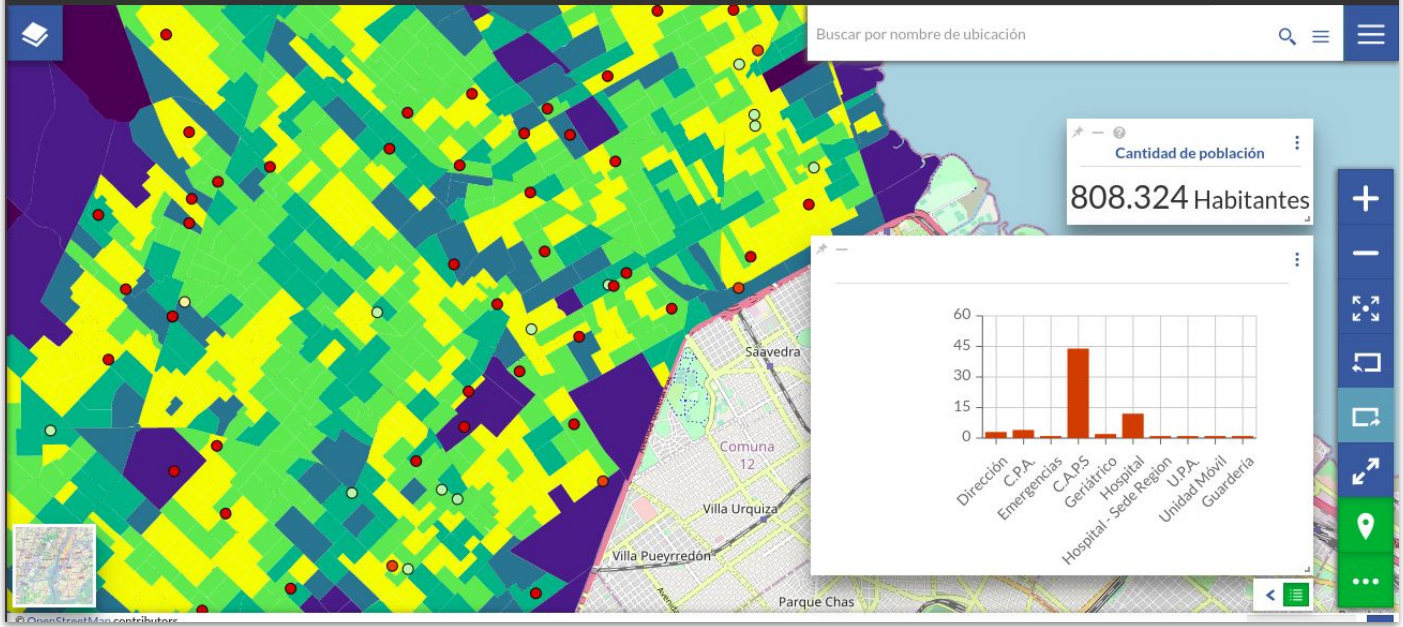 Buscar por nombre de ubicación
Cantidad de población
808.324 Habitantes
60
45
30
15
0
Dirección
C.P.A.
Emergencias
C.A.P.S
Geriátrico
Hospital
Hospital - Sede Region
U.P.A.
Unidad Móvil
Guardería
Saavedra
Comuna
12
Villa Urquiza
Villa Pueyrredón
Parque Chas
© OpenStreetMap contributors